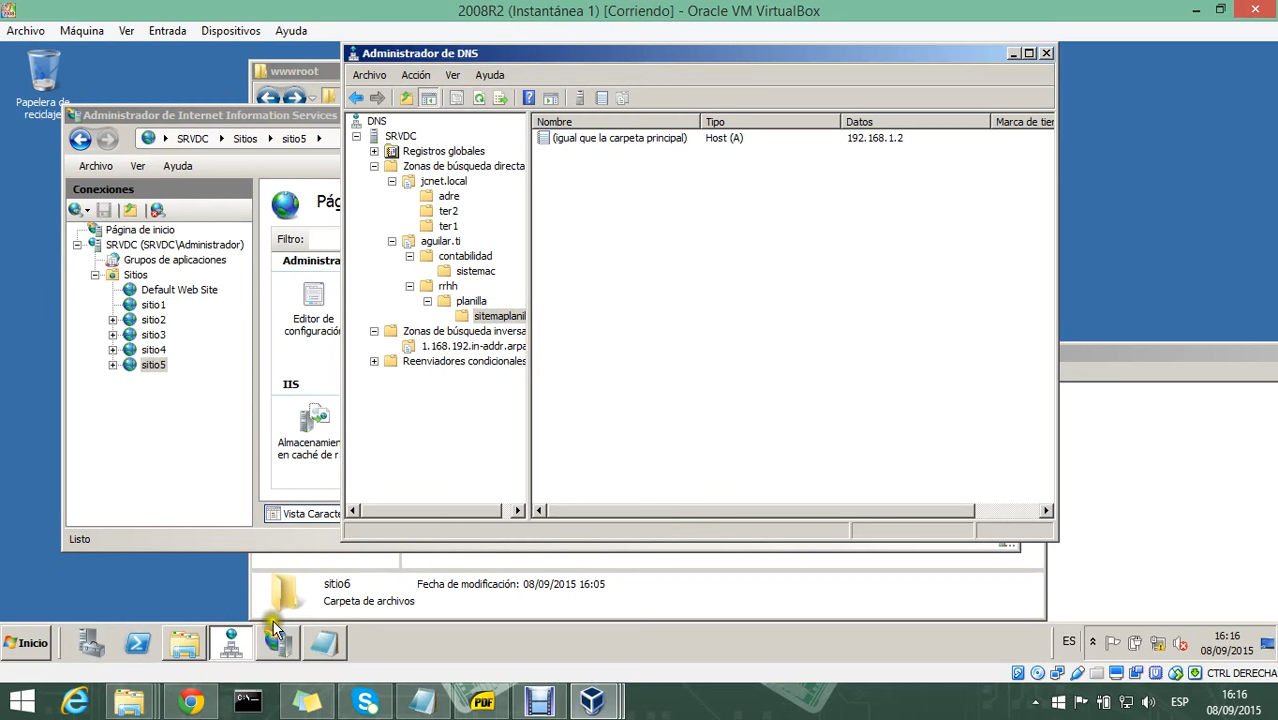 2008R2 (Instantánea 1) [Corriendo] - Oracle VM VirtualBox
Archivo Máquina Ver Entrada Dispositivos Ayuda
Papelera de
reciclaje
wwwroot
Administrador de Internet Information Services
SRVDC Sitios sitio5
Archivo Ver Ayuda
Conexiones
Página de inicio
SRVDC (SRVDC\Administrador)
Grupos de aplicaciones
Sitios
Default Web Site
sitio1
sitio2
sitio3
sitio4
sitio5
Pág
Filtro:
Administra
Editor de
configuración
IIS
Almacenamien
en caché de r
Vista Caracte
Listo
Administrador de DNS
Archivo Acción Ver Ayuda
DNS
SRVDC
Registros globales
Zonas de búsqueda directa
jcnet.local
adre
ter2
ter1
aguilar.ti
contabilidad
sistemac
rrhh
planilla
sitemaplanil
Zonas de búsqueda inversa
1.168.192.in-addr.arpa
Reenviadores condicionales
Nombre Tipo Datos Marca de tier
(igual que la carpeta principal) Host (A) 192.168.1.2
sitio6 Fecha de modificación: 08/09/2015 16:05
Carpeta de archivos
Inicio
ES
16:16
08/09/2015
CTRL DERECHA
PDF
ESP
16:16
08/09/2015